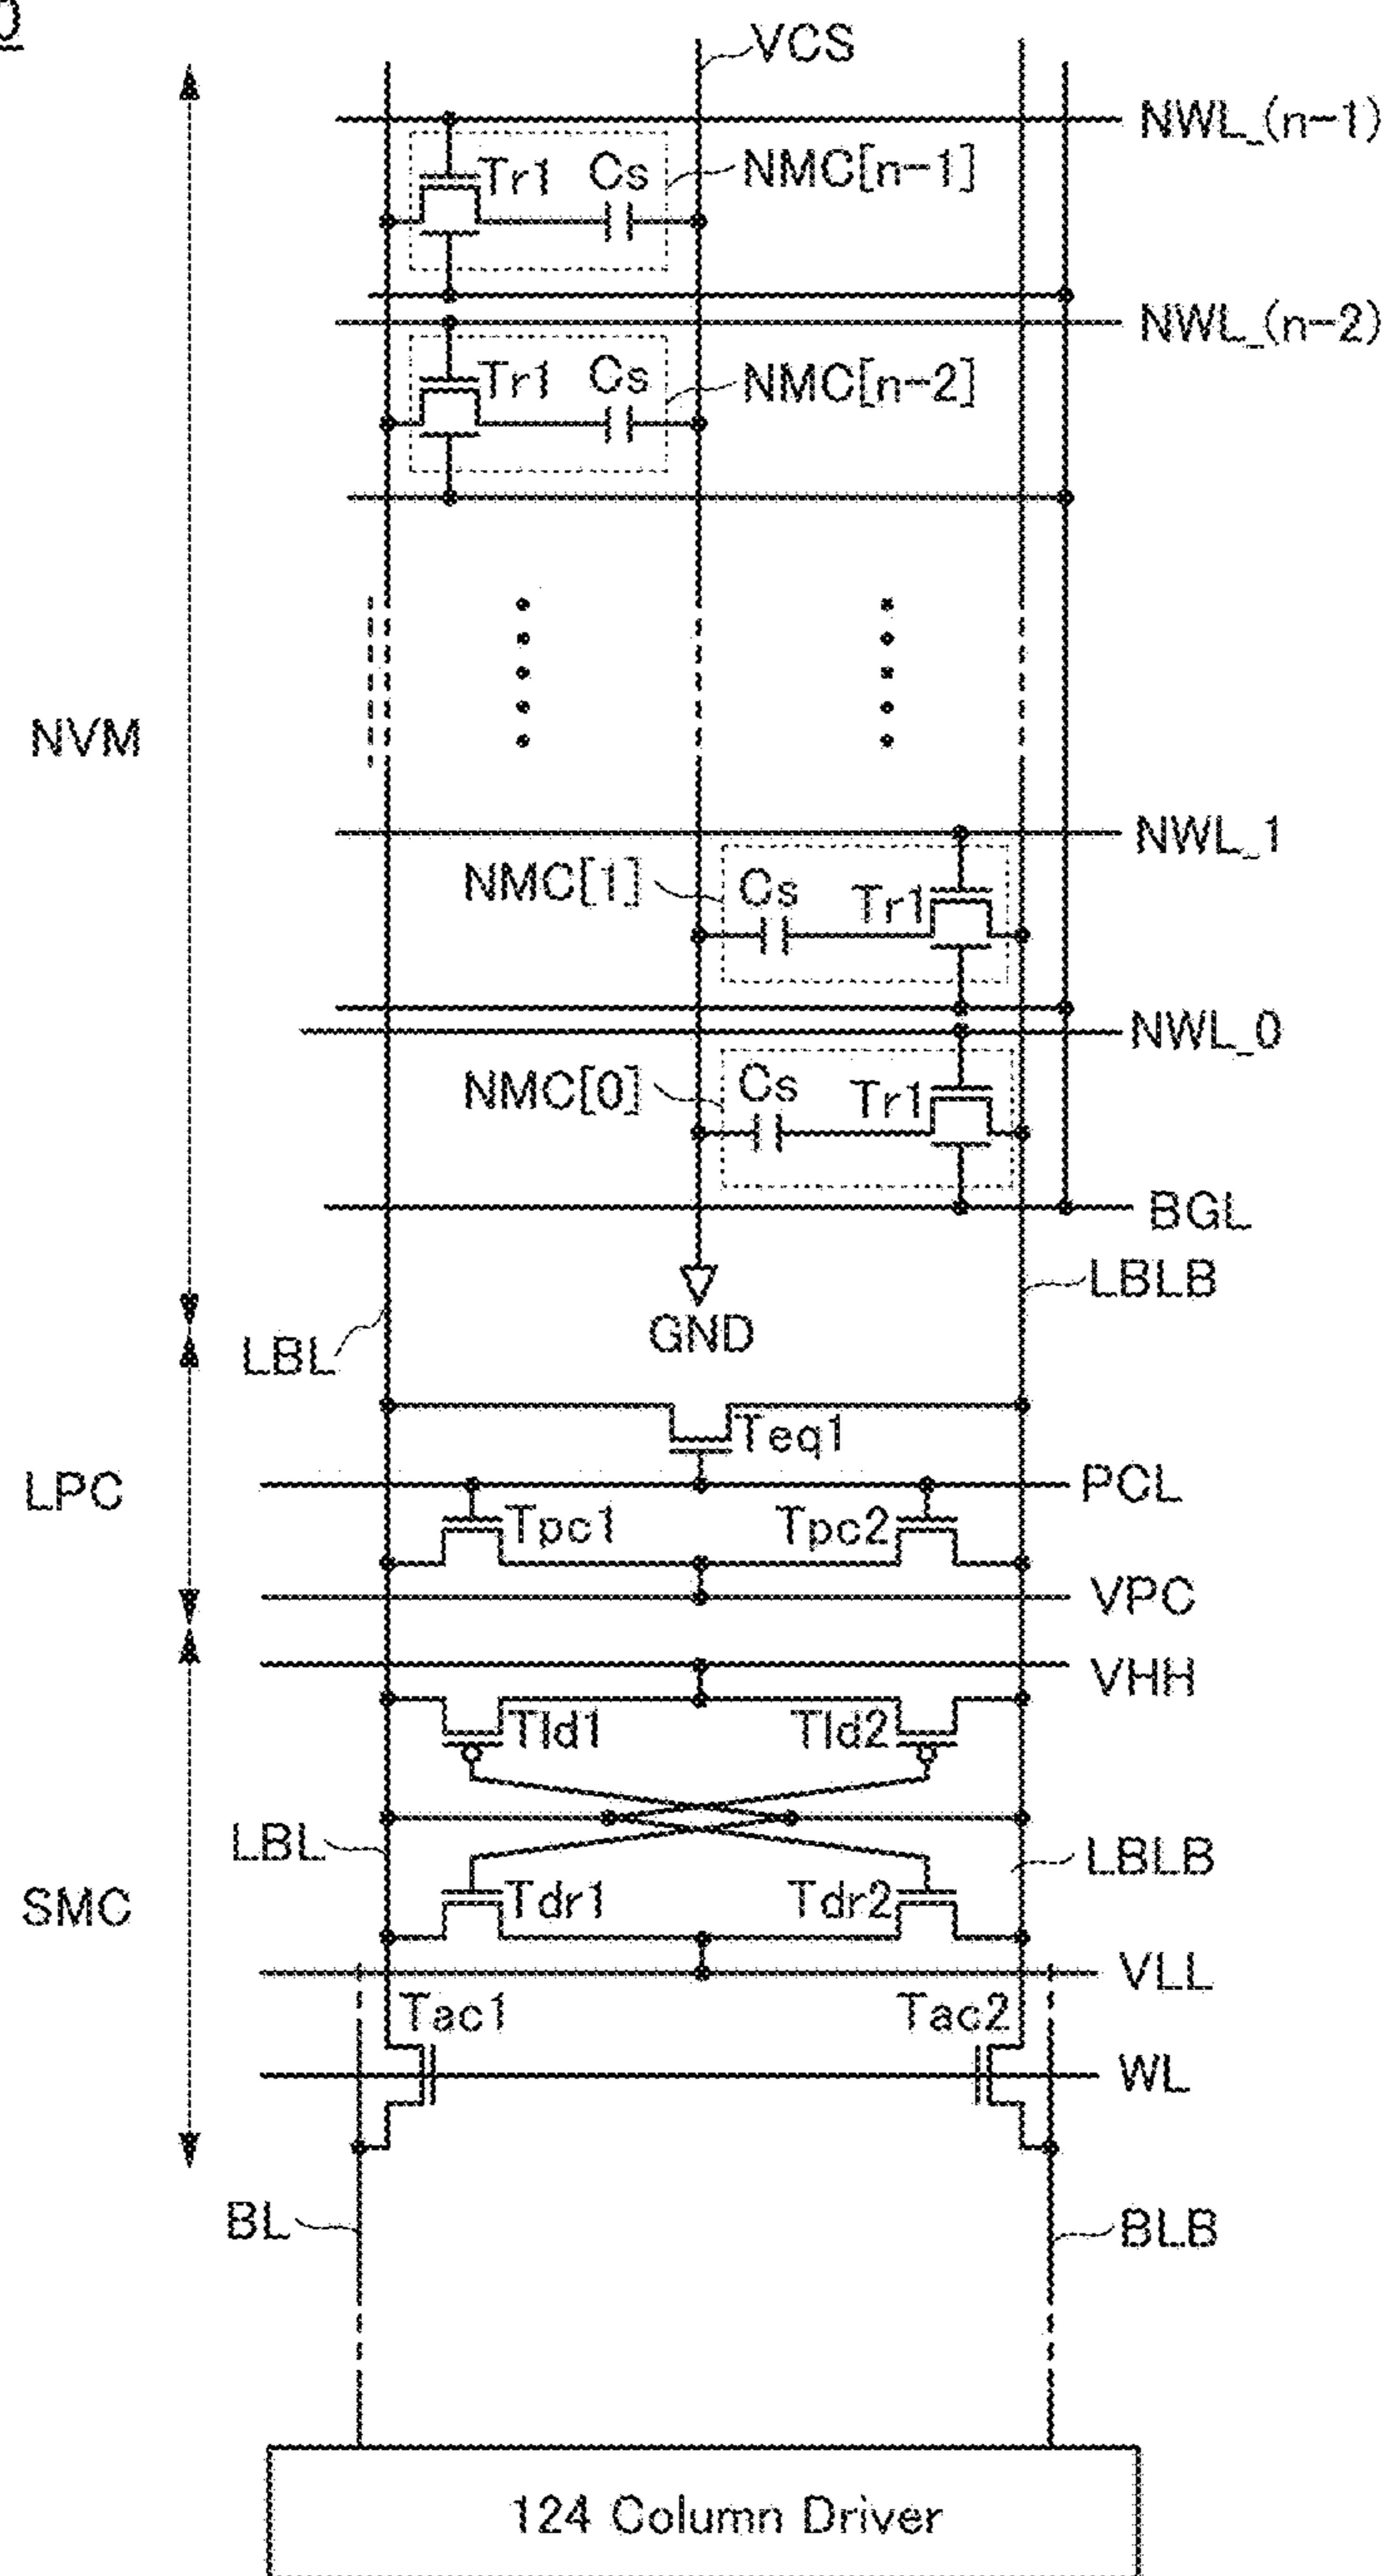 0
VCS
NWL_(n-1)
Tr1 Cs NMC[n-1]
NWL_(n-2)
Tr1 Cs NMC[n-2]
NVM
NWL_1
NMC[1] Cs Tr1
NWL_0
NMC[0] Cs Tr1
BGL
LBLB
GND
LBL
Teq1
LPC
PCL
Tpc1 Tpc2
VPC
VHH
Tld1 Tld2
LBL
LBLB
SMC
Tdr1 Tdr2
VLL
Tac1 Tac2
WL
BL
BLB
124 Column Driver